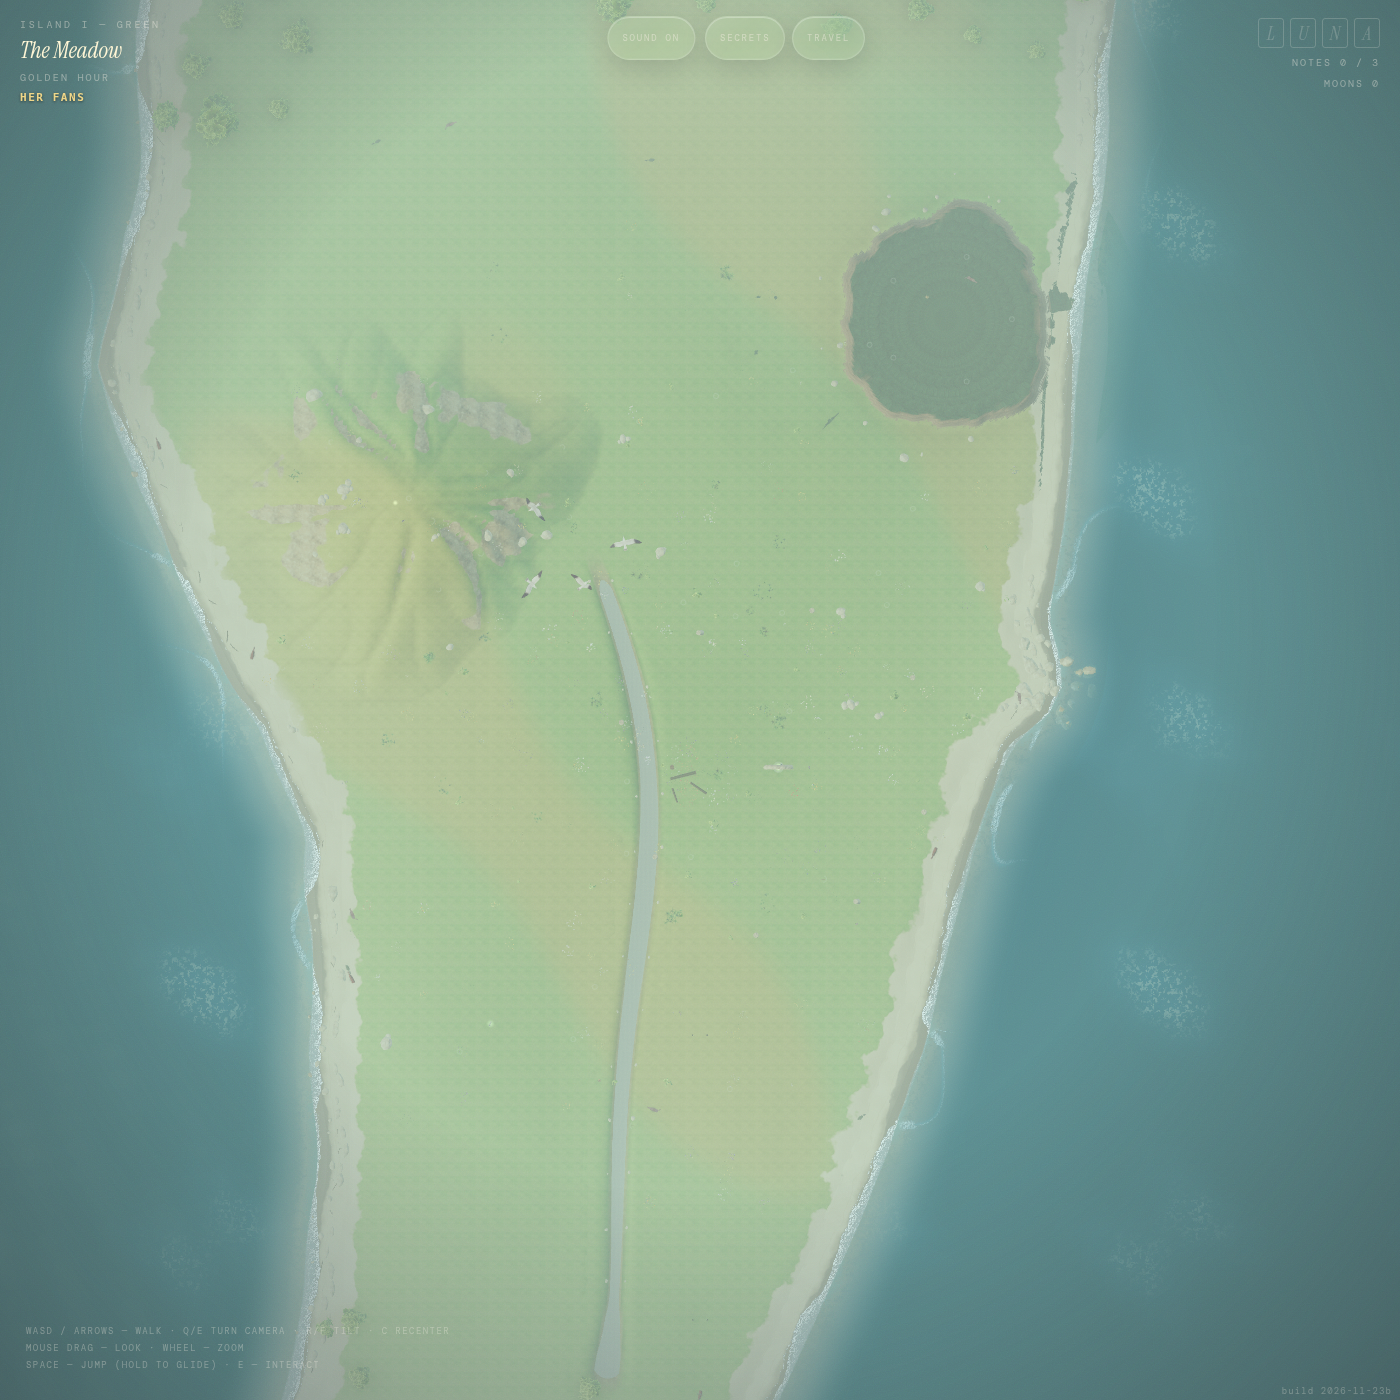 ISLAND I — GREEN
The Meadow
GOLDEN HOUR
HER FANS
SOUND ON
SECRETS
TRAVEL
L U N A
NOTES 0 / 3
MOONS 0
WASD / ARROWS — WALK · Q/E TURN CAMERA · R/F TILT · C RECENTER
MOUSE DRAG — LOOK · WHEEL — ZOOM
SPACE — JUMP (HOLD TO GLIDE) · E — INTERACT
build 2026-11-23b